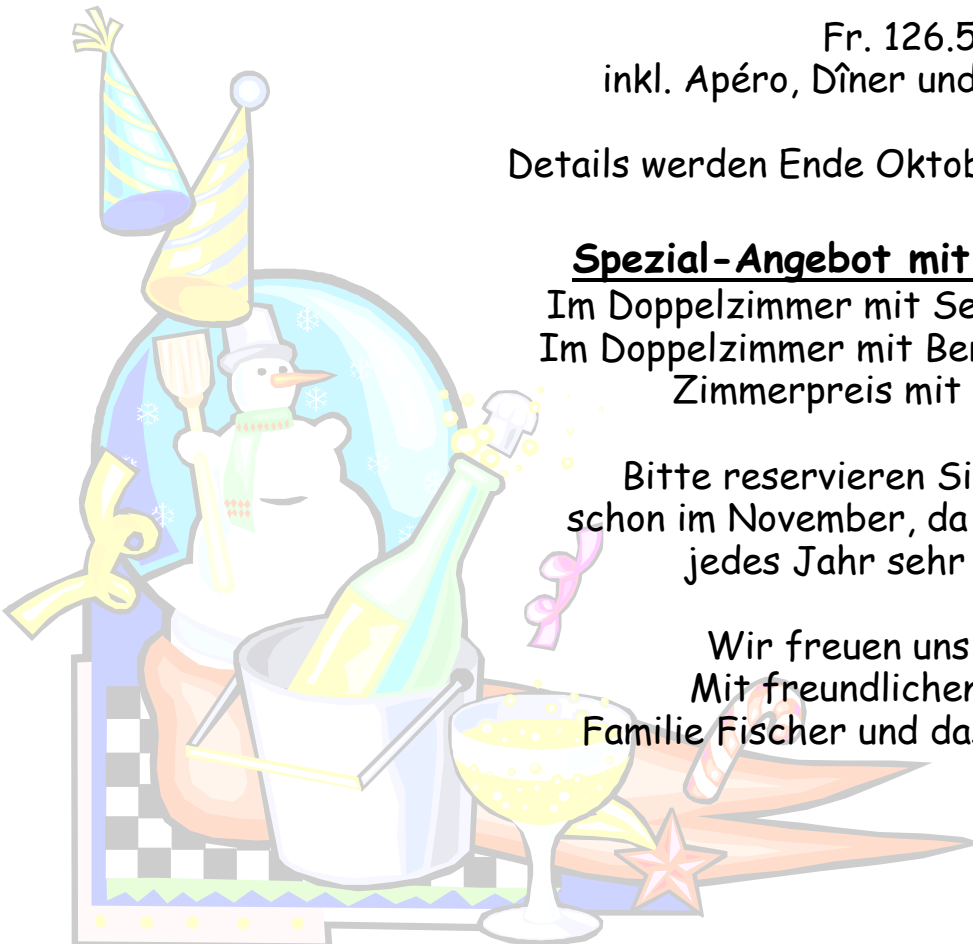 Fr. 126.5
inkl. Apéro, Dîner und
Details werden Ende Oktob
Spezial-Angebot mit
Im Doppelzimmer mit Se
Im Doppelzimmer mit Ber
Zimmerpreis mit
Bitte reservieren Si
schon im November, da
jedes Jahr sehr
Wir freuen uns
Mit freundlicher
Familie Fischer und das